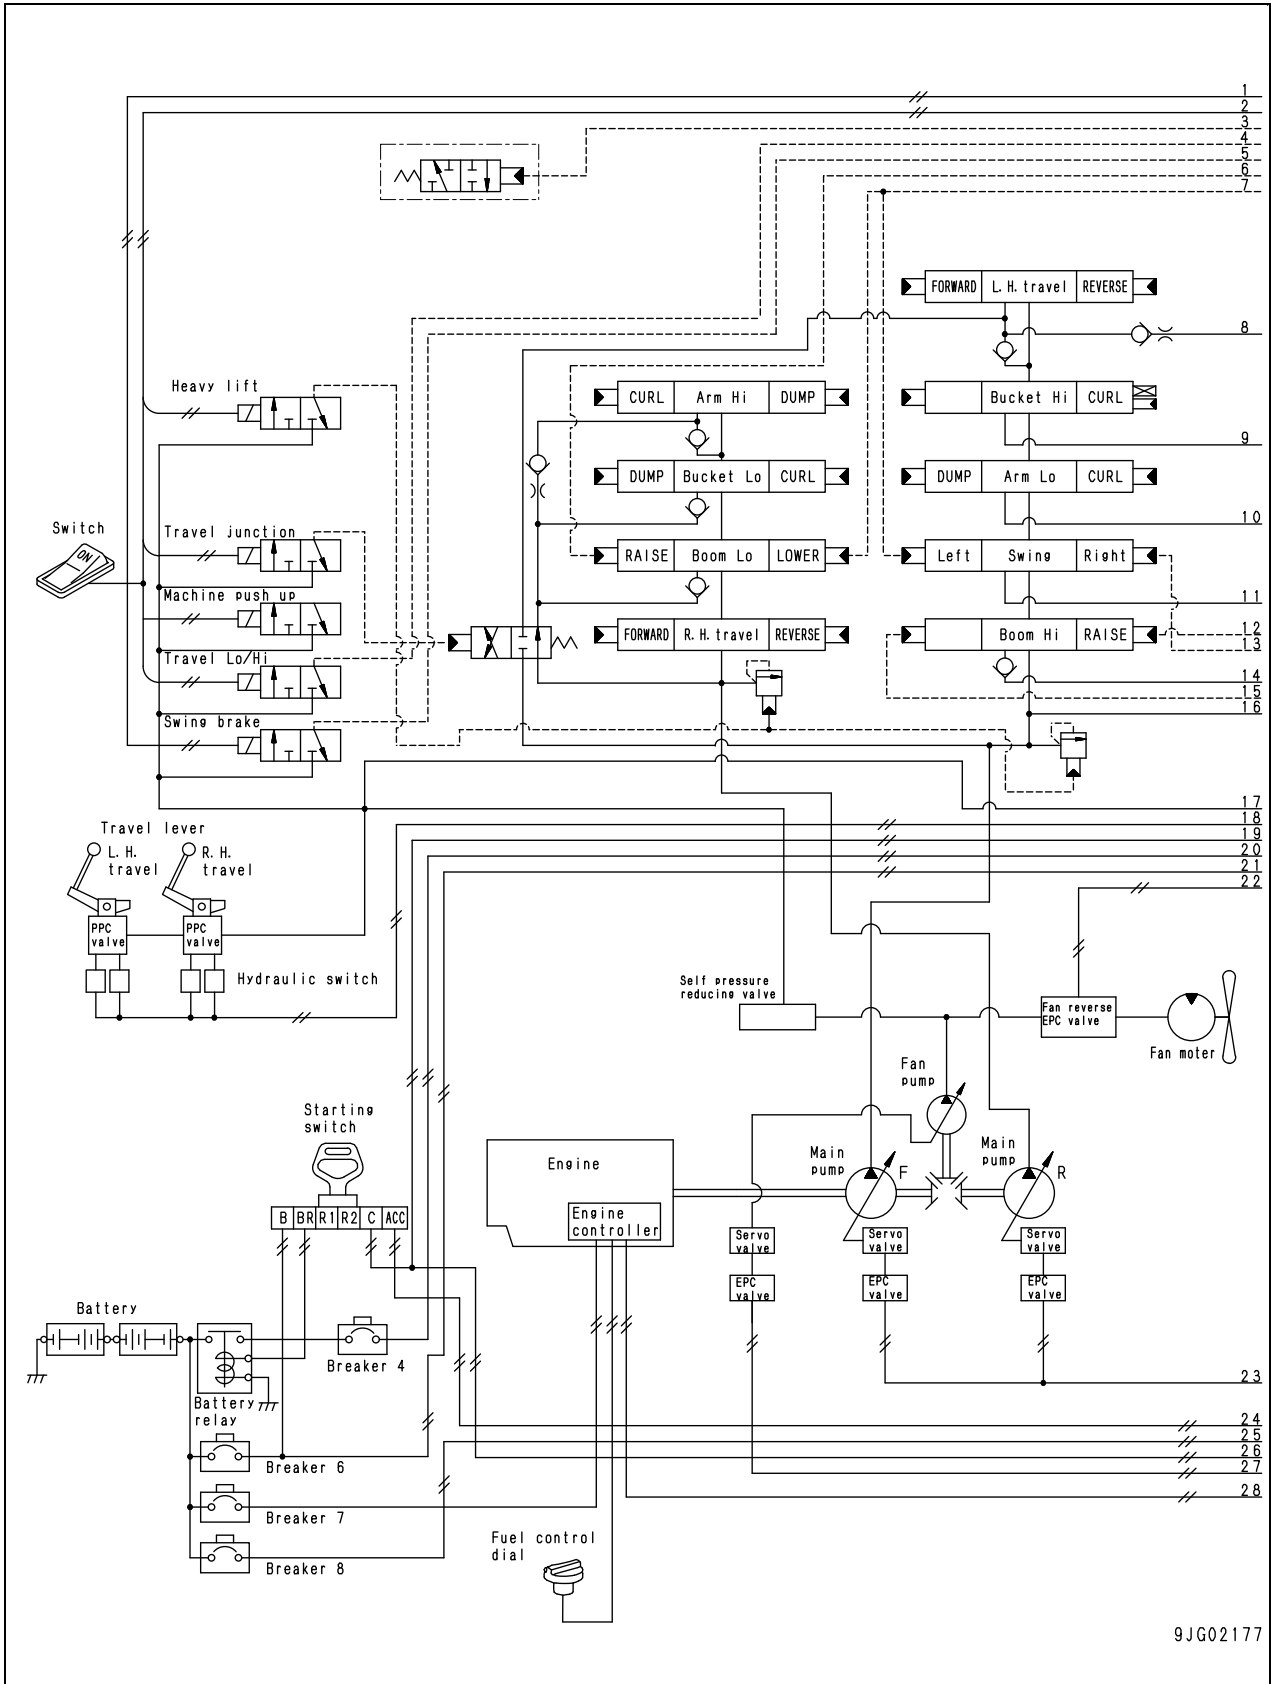 1
2
3
4
5
6
7
FORWARD L. H. travel REVERSE
8
Heavy lift
CURL Arm Hi DUMP
Bucket Hi CURL
9
DUMP Bucket Lo CURL
DUMP Arm Lo CURL
10
Switch
ON
Travel junction
RAISE Boom Lo LOWER
Left Swing Right
Machine push up
11
FORWARD R. H. travel REVERSE
Boom Hi RAISE
12
13
Travel Lo/Hi
14
15
16
Swing brake
17
18
19
20
21
22
Travel lever
L. H.
travel
R. H.
travel
PPC
valve
PPC
valve
Hydraulic switch
Self pressure
reducing valve
Fan reverse
EPC valve
Fan moter
Fan
pump
Starting
switch
B BR R1 R2 C ACC
Engine
Engine
controller
Main
pump
F
Main
pump
R
Servo
valve
Servo
valve
Servo
valve
EPC
valve
EPC
valve
EPC
valve
Battery
Breaker 4
Battery
relay
23
24
25
26
27
28
Breaker 6
Breaker 7
Breaker 8
Fuel control
dial
9JG02177